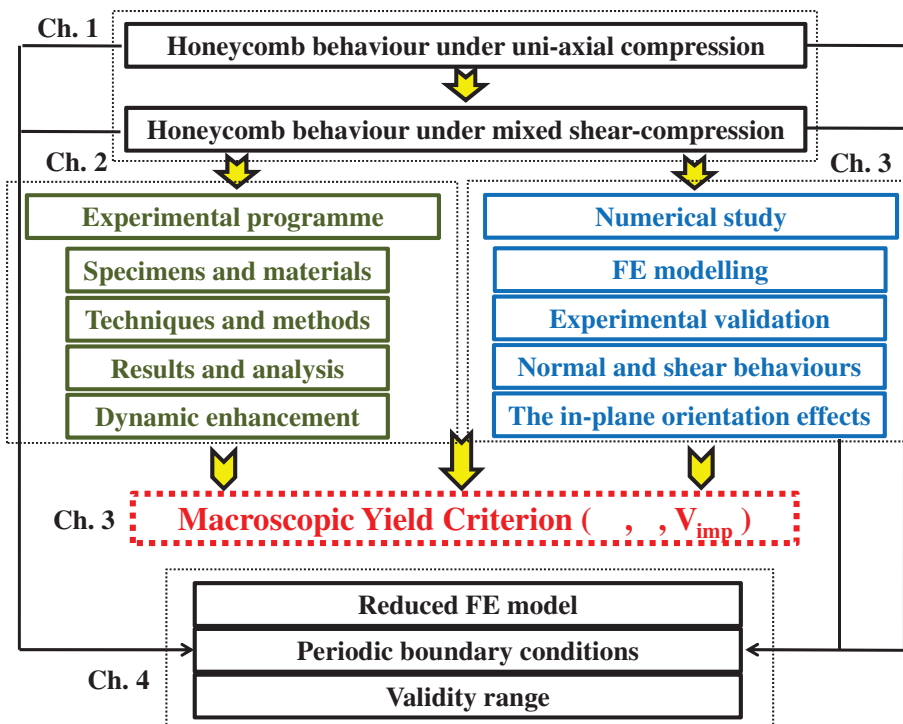 Ch. 1
Honeycomb behaviour under uni-axial compression
Honeycomb behaviour under mixed shear-compression
Ch. 2
Ch. 3
Experimental programme
Specimens and materials
Techniques and methods
Results and analysis
Dynamic enhancement
Numerical study
FE modelling
Experimental validation
Normal and shear behaviours
The in-plane orientation effects
Ch. 3
Macroscopic Yield Criterion ( , , Vimp )
Reduced FE model
Periodic boundary conditions
Ch. 4
Validity range